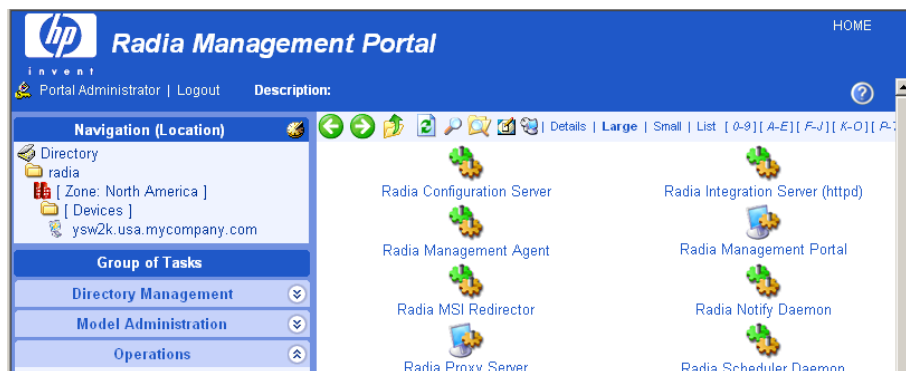 hp
invent
Radia Management Portal
HOME
Portal Administrator | Logout
Description:
Navigation (Location)
Directory
radia
[ Zone: North America ]
[ Devices ]
ysw2k.usa.mycompany.com
Group of Tasks
Directory Management
Model Administration
Operations
| Details | Large | Small | List [ 0-9 ] [ A-E ] [ F-J ] [ K-O ] [ P-
Radia Configuration Server
Radia Integration Server (httpd)
Radia Management Agent
Radia Management Portal
Radia MSI Redirector
Radia Notify Daemon
Radia Proxy Server
Radia Scheduler Daemon